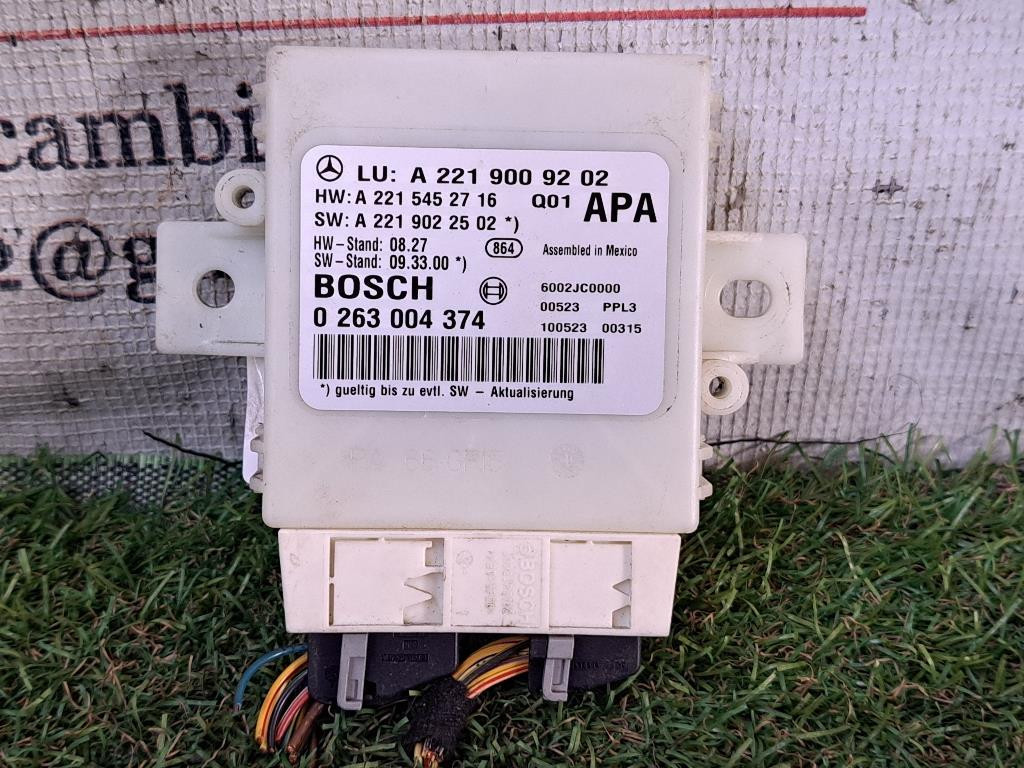 cambi
@g
LU: A 221 900 92 02
HW: A 221 545 27 16 Q01 APA
SW: A 221 902 25 02 *)
HW-Stand: 08.27 864 Assembled in Mexico
SW-Stand: 09.33.00 *)
BOSCH 6002JC0000
00523 PPL3
0 263 004 374
100523 00315
*) gueltig bis zu evtl. SW - Aktualisierung
BOSCH